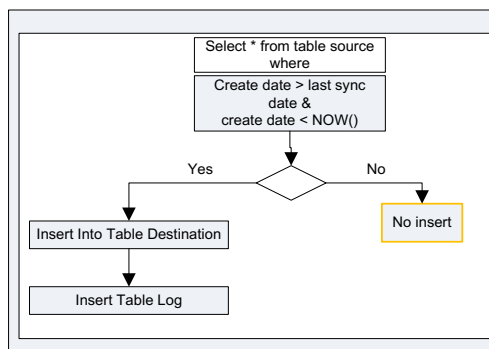 Select * from table source
where
Create date > last sync
date &
create date < NOW()
Yes
No
No insert
Insert Into Table Destination
Insert Table Log